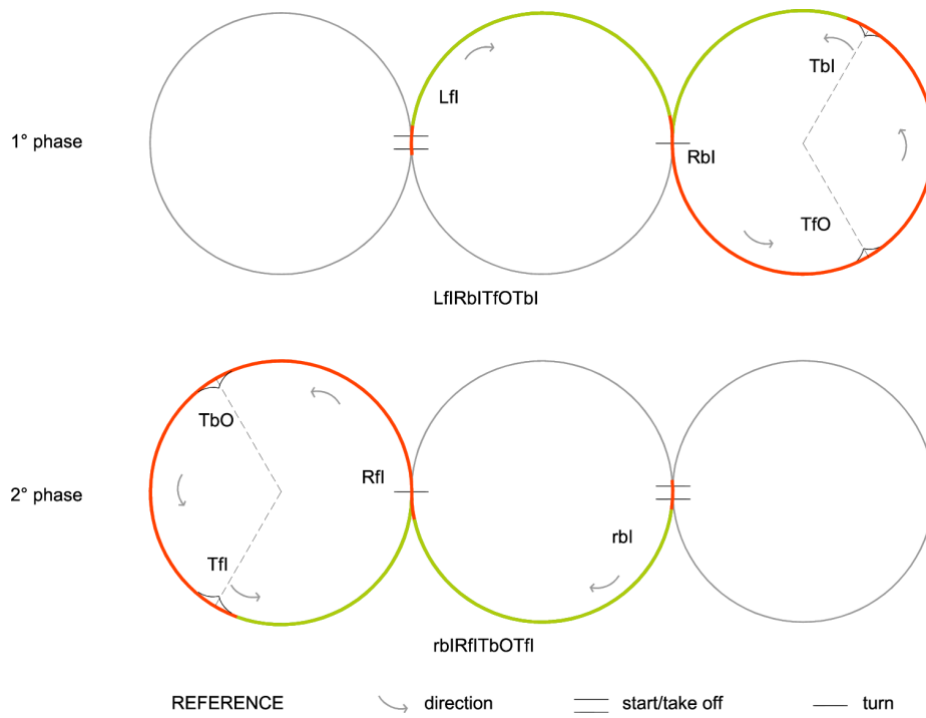 LfI
TbI
1° phase
RbI
TfO
LfIRbITfOTbI
TbO
RfI
2° phase
rbI
TfI
rbIRfITbOTfI
REFERENCE direction start/take off turn